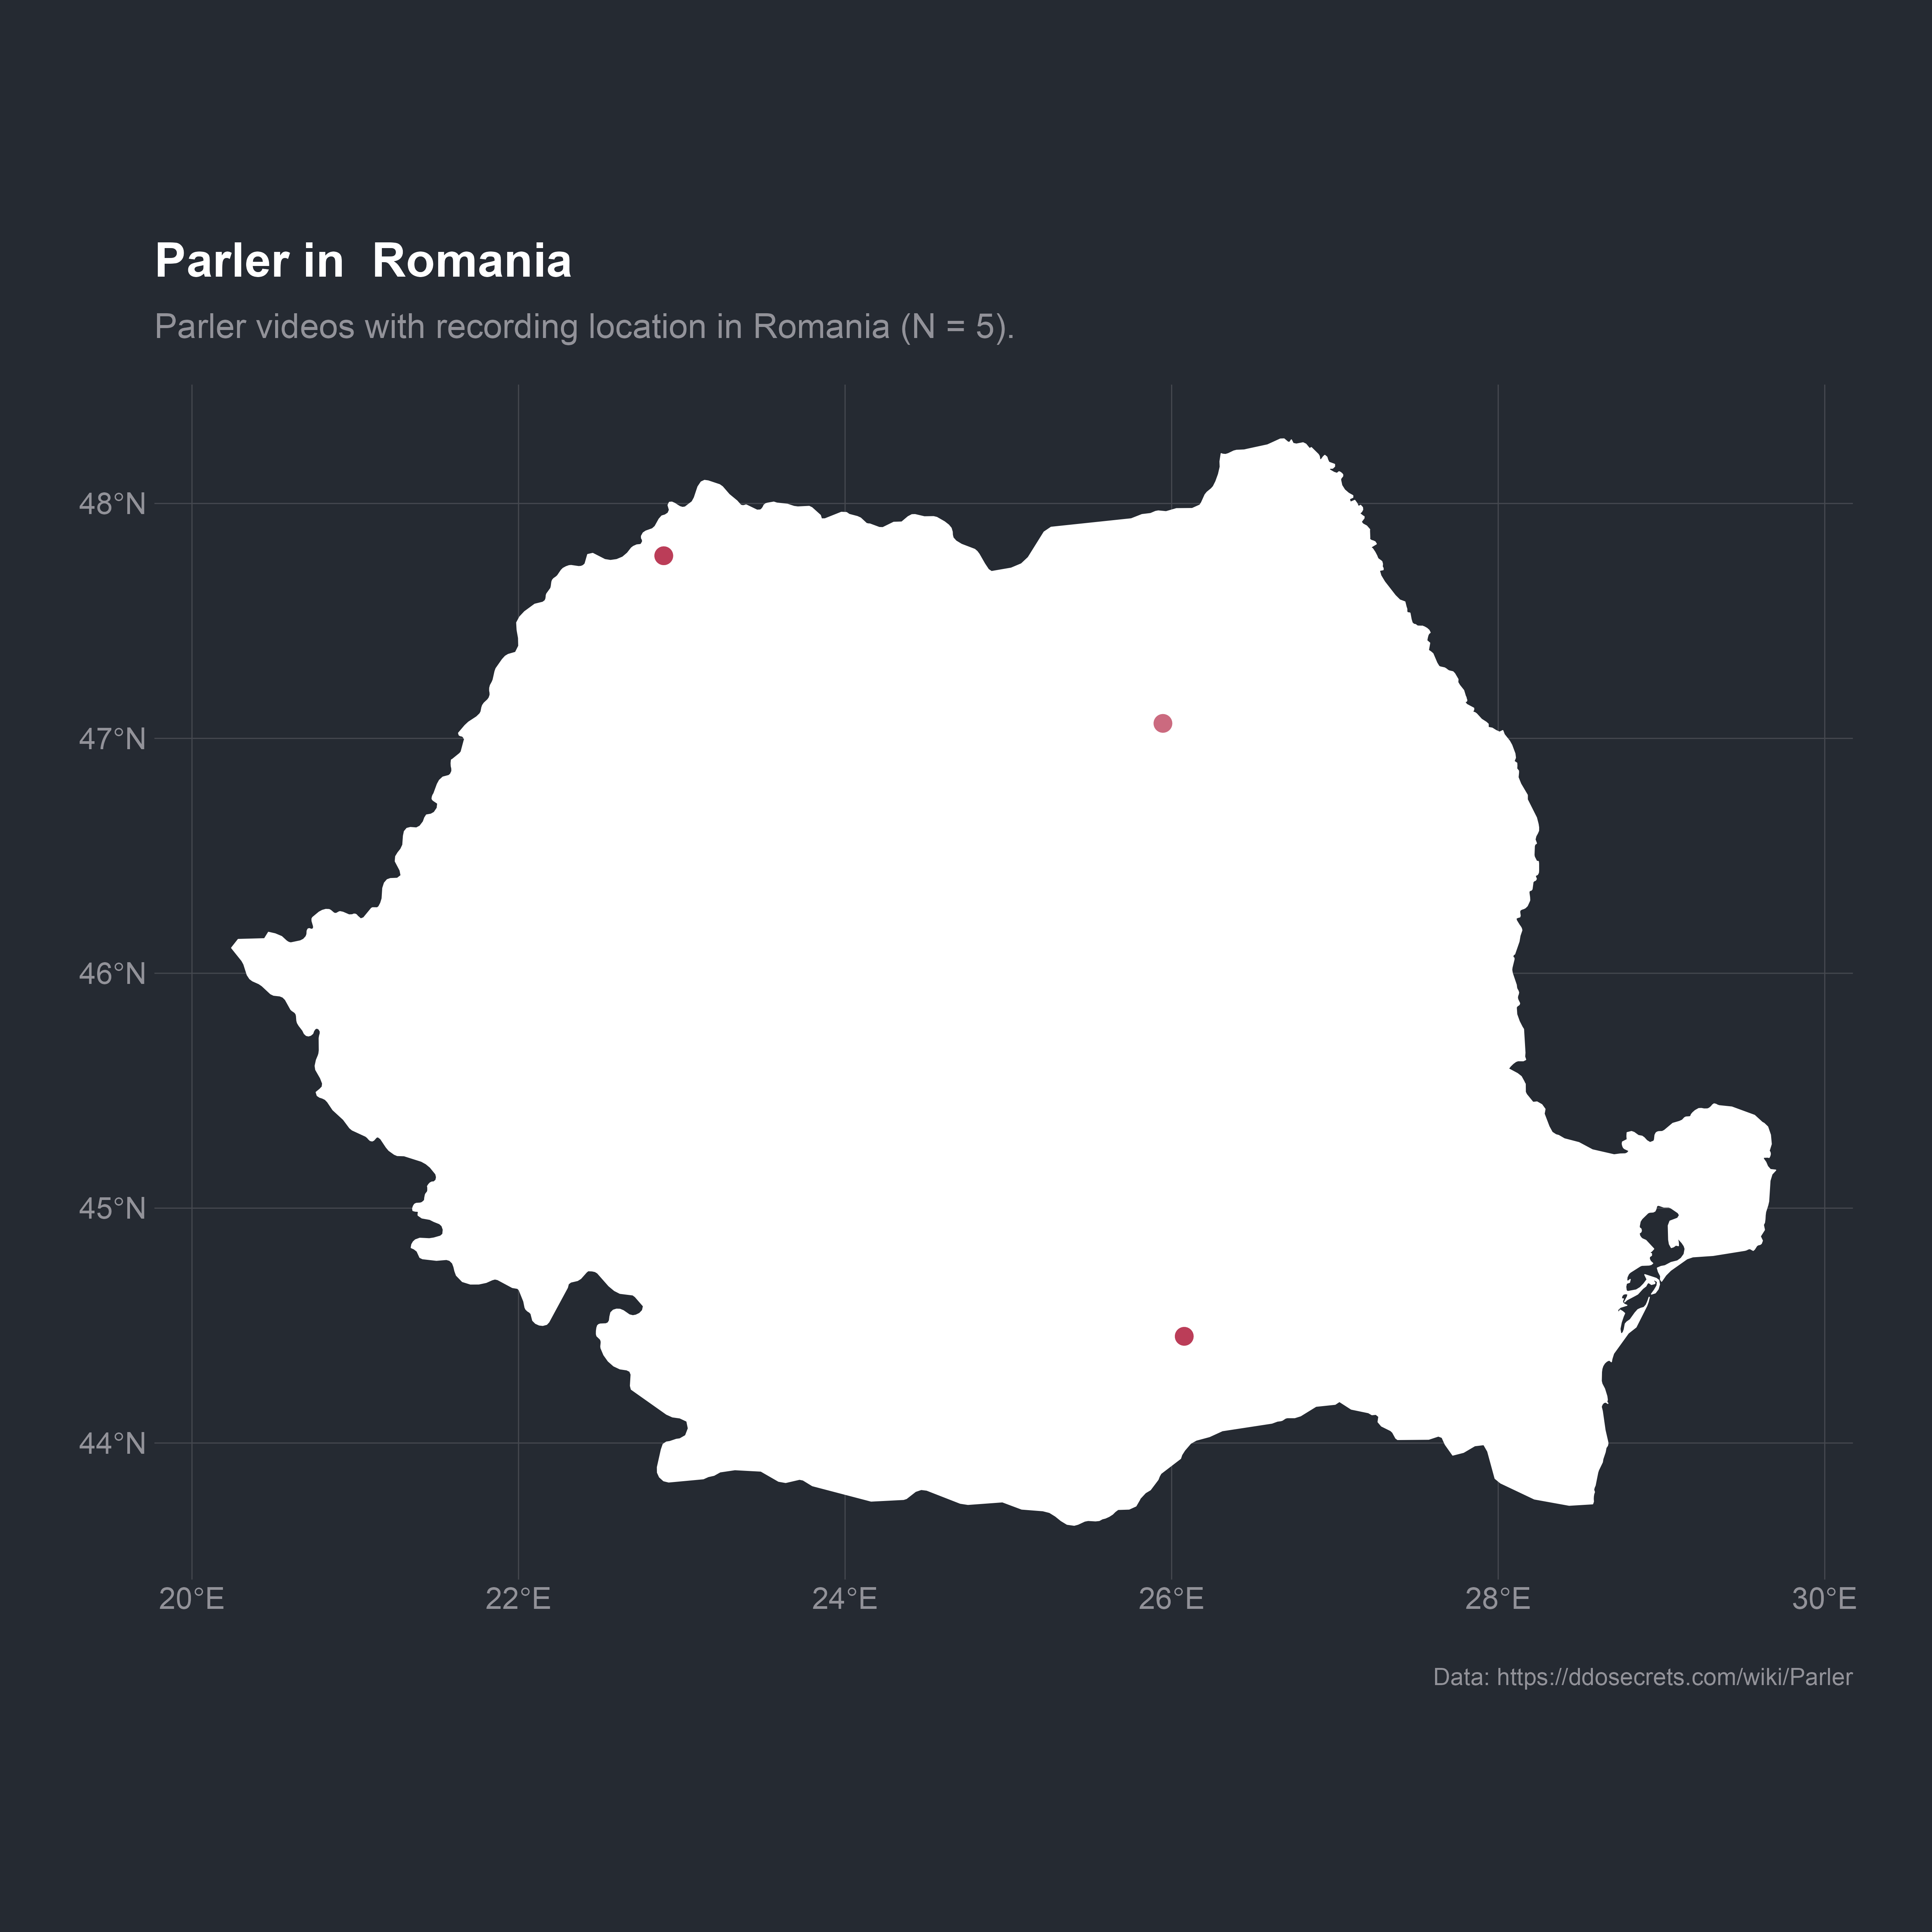 Parler in Romania
Parler videos with recording location in Romania (N = 5).
48°N
47°N
46°N
45°N
44°N
20°E 22°E 24°E 26°E 28°E 30°E
Data: https://ddosecrets.com/wiki/Parler